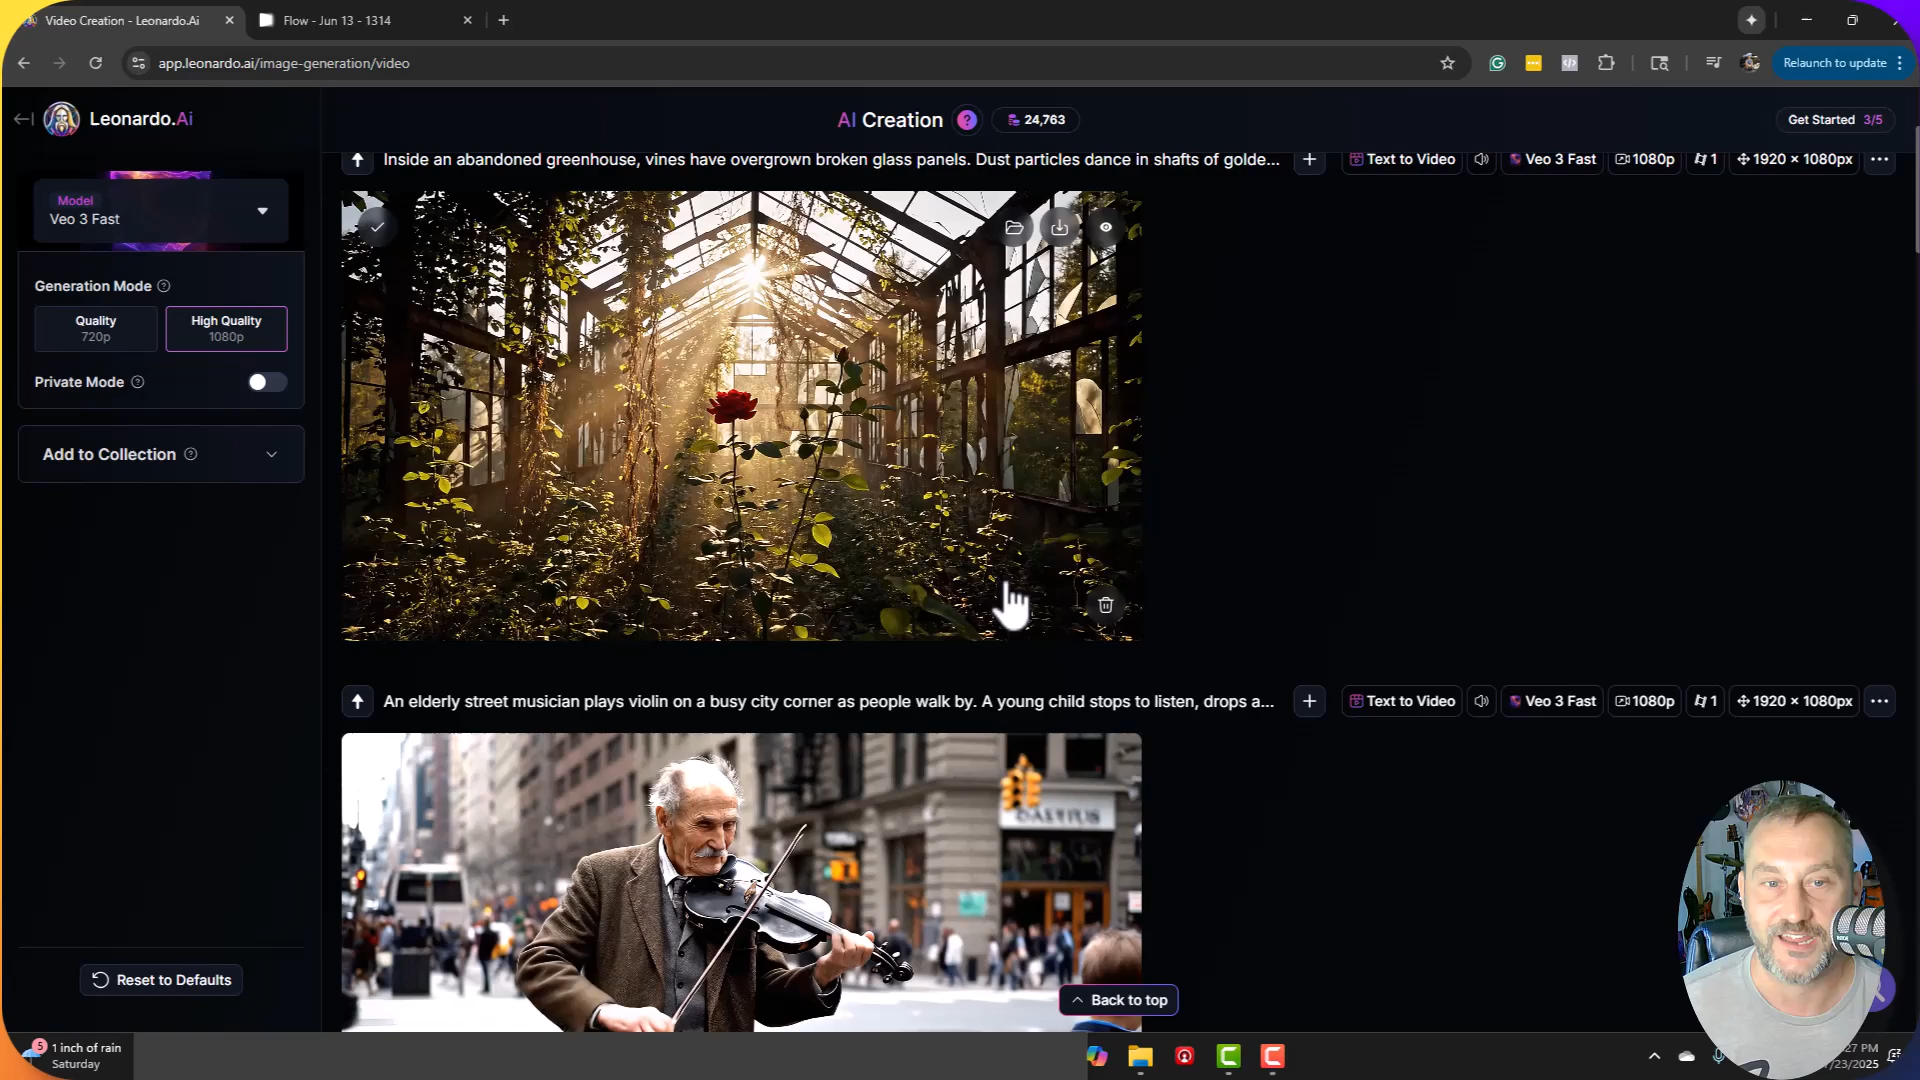 Video Creation - Leonardo.Ai
Flow - Jun 13 - 1314
app.leonardo.ai/image-generation/video
Relaunch to update
Leonardo.Ai
AI Creation ? 24,763
Get Started 3/5
Model
Veo 3 Fast
Inside an abandoned greenhouse, vines have overgrown broken glass panels. Dust particles dance in shafts of golde...
Text to Video
Veo 3 Fast
1080p
1
1920 × 1080px
Generation Mode
Quality
720p
High Quality
1080p
Private Mode
Add to Collection
An elderly street musician plays violin on a busy city corner as people walk by. A young child stops to listen, drops a...
Text to Video
Veo 3 Fast
1080p
1
1920 × 1080px
Reset to Defaults
Back to top
5
1 inch of rain
Saturday
:27 PM
/23/2025